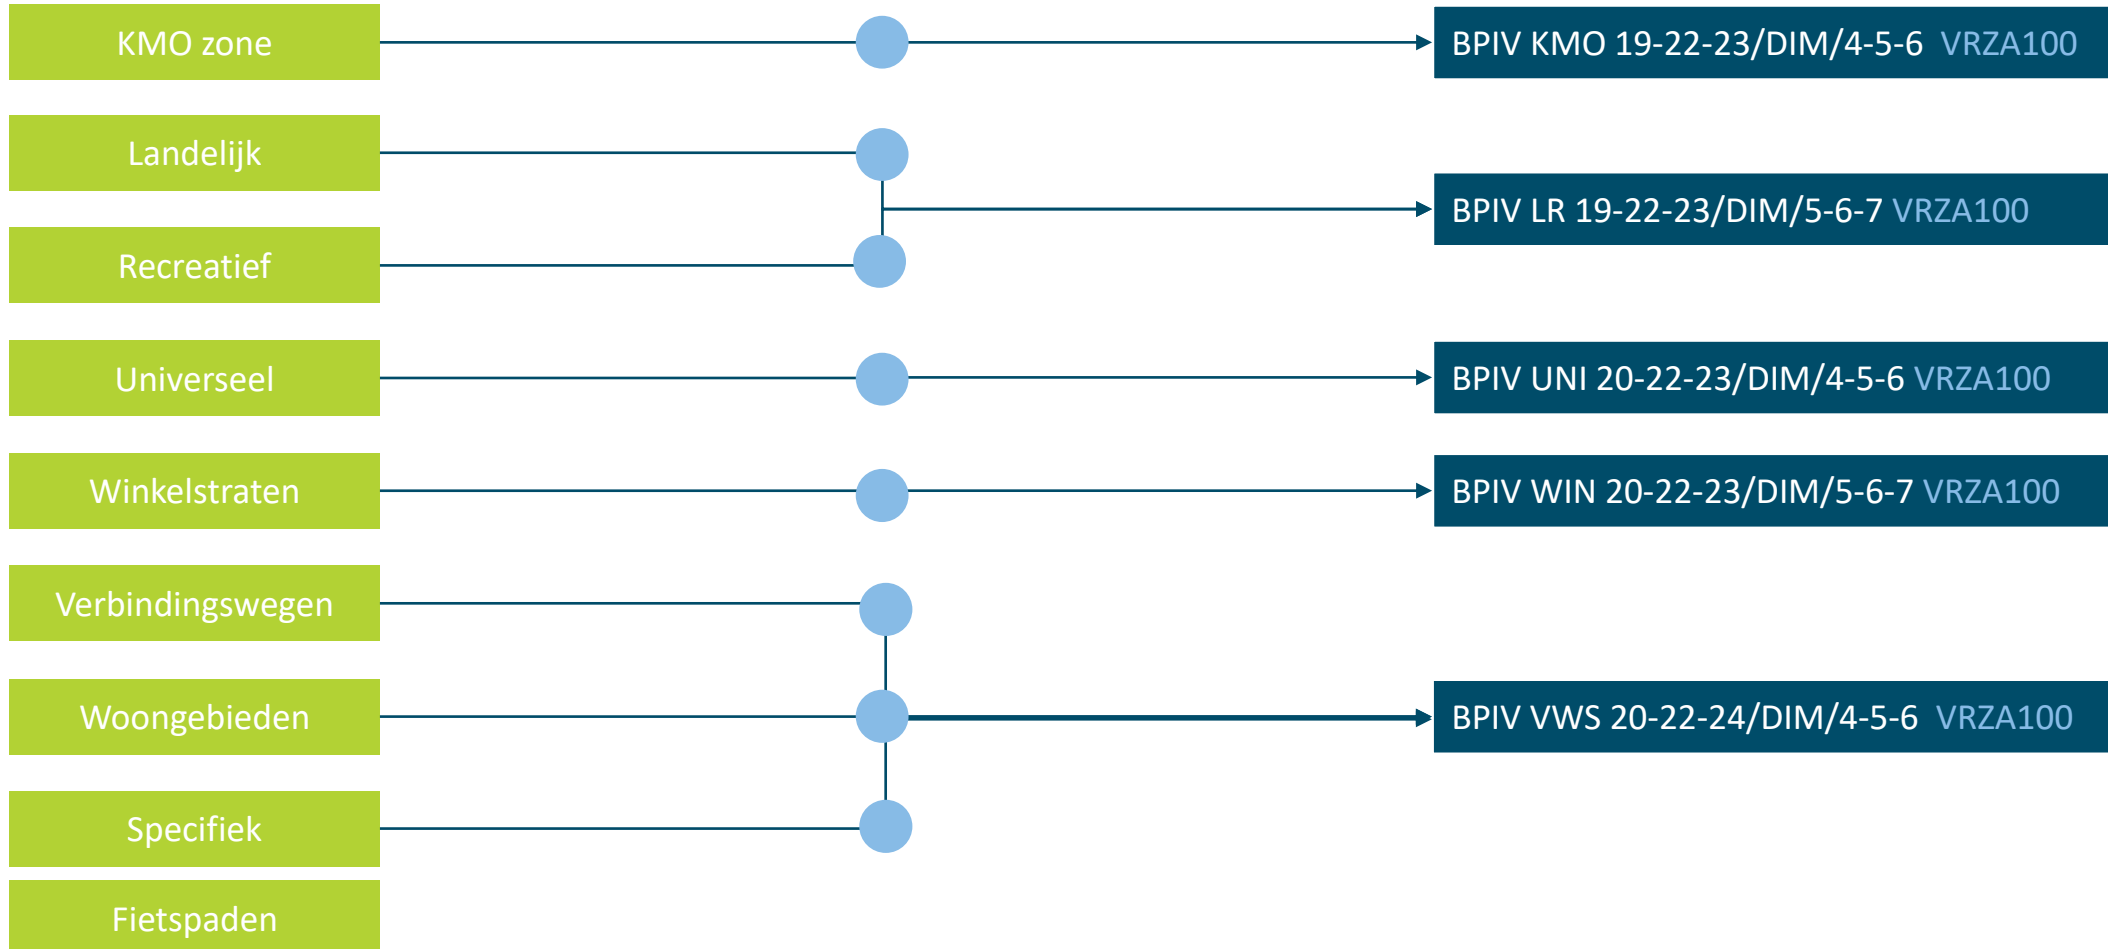 KMO zone
BPIV KMO 19-22-23/DIM/4-5-6 VRZA100
Landelijk
BPIV LR 19-22-23/DIM/5-6-7 VRZA100
Recreatief
Universeel
BPIV UNI 20-22-23/DIM/4-5-6 VRZA100
Winkelstraten
BPIV WIN 20-22-23/DIM/5-6-7 VRZA100
Verbindingswegen
Woongebieden
BPIV VWS 20-22-24/DIM/4-5-6 VRZA100
Specifiek
Fietspaden